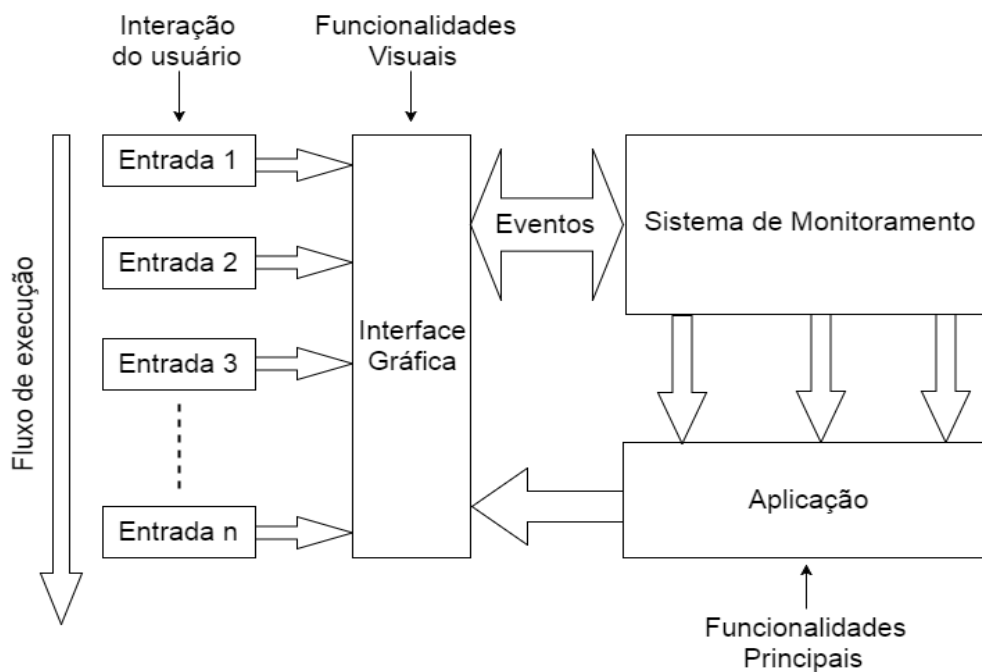 Interação
do usuário
Funcionalidades
Visuais
Fluxo de execução
Entrada 1
Entrada 2
Entrada 3
Entrada n
Interface
Gráfica
Eventos
Sistema de Monitoramento
Aplicação
Funcionalidades
Principais